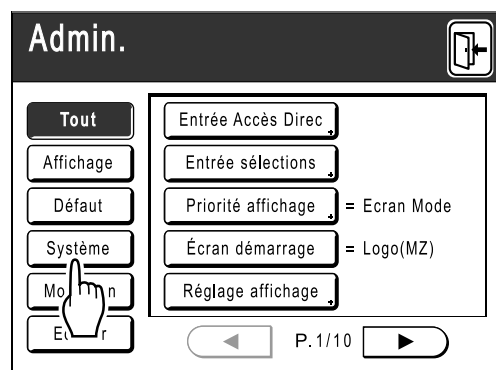 Admin.
Tout
Affichage
Défaut
Système
Entrée Accès Direc
Entrée sélections
Priorité affichage = Ecran Mode
Écran démarrage = Logo(MZ)
Réglage affichage
P.1/10